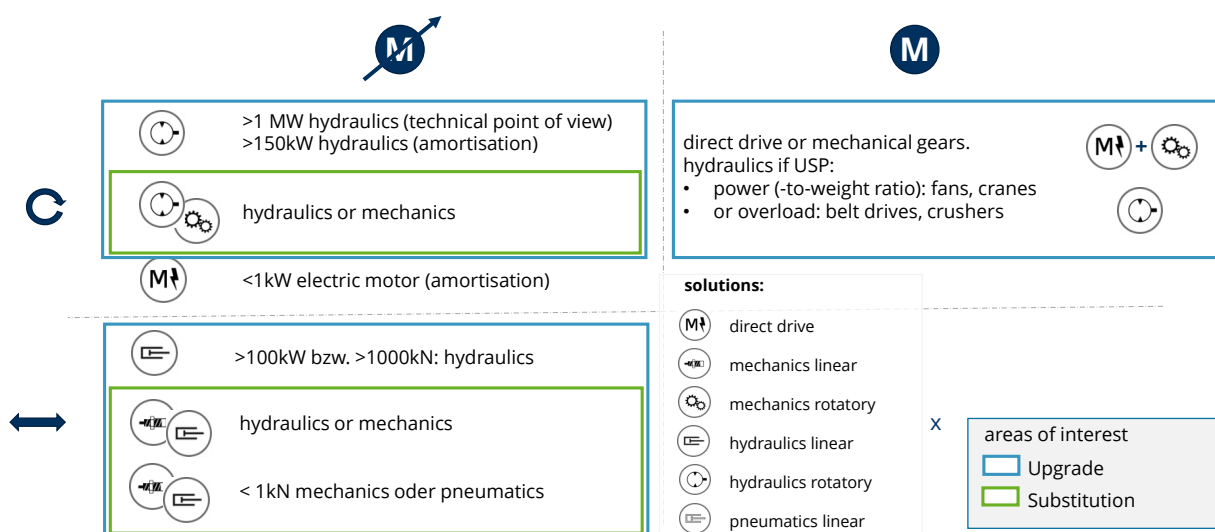 M
M
>1 MW hydraulics (technical point of view)
>150kW hydraulics (amortisation)
hydraulics or mechanics
M
<1kW electric motor (amortisation)
direct drive or mechanical gears.
hydraulics if USP:
• power (-to-weight ratio): fans, cranes
• or overload: belt drives, crushers
M
+
>100kW bzw. >1000kN: hydraulics
hydraulics or mechanics
< 1kN mechanics oder pneumatics
solutions:
M
direct drive
mechanics linear
mechanics rotatory
hydraulics linear
hydraulics rotatory
pneumatics linear
x
areas of interest
Upgrade
Substitution